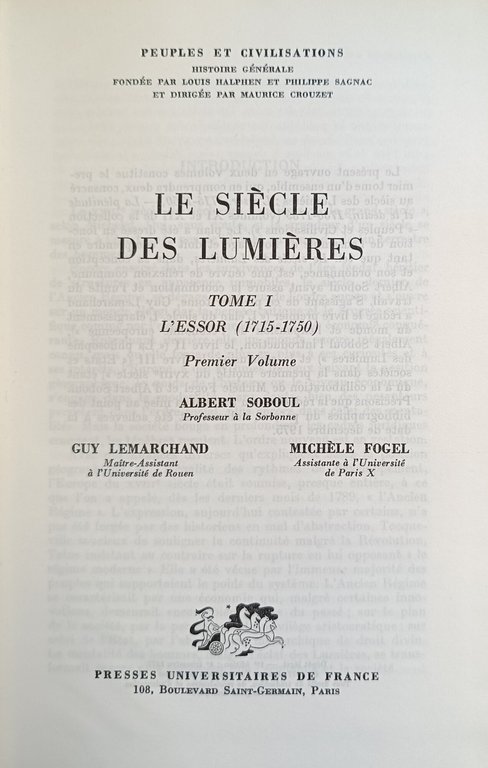 PEUPLES ET CIVILISATIONS
HISTOIRE GÉNÉRALE
FONDÉE PAR LOUIS HALPHEN ET PHILIPPE SAGNAC
ET DIRIGÉE PAR MAURICE CROUZET
LE SIÈCLE
DES LUMIÈRES
TOME I
L'ESSOR (1715-1750)
Premier Volume
ALBERT SOBOUL
Professeur à la Sorbonne
GUY LEMARCHAND
Maître-Assistant
à l'Université de Rouen
MICHÈLE FOGEL
Assistante à l'Université
de Paris X
PRESSES UNIVERSITAIRES DE FRANCE
108, BOULEVARD SAINT-GERMAIN, PARIS